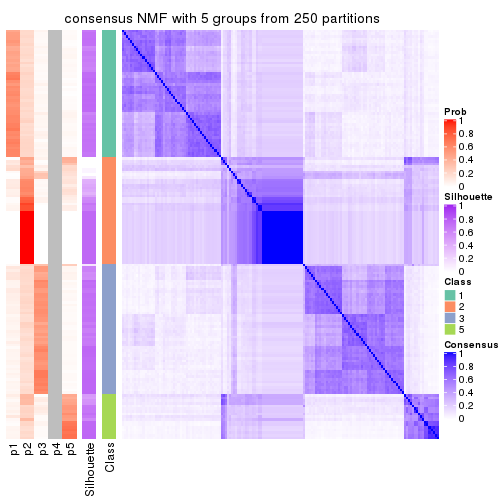 consensus NMF with 5 groups from 250 partitions
Prob
1
0.8
0.6
0.4
0.2
0
Silhouette
1
0.8
0.6
0.4
0.2
0
Class
1
2
3
5
Consensus
1
0.8
0.6
0.4
0.2
0
p1
p2
p3
p4
p5
Silhouette
Class